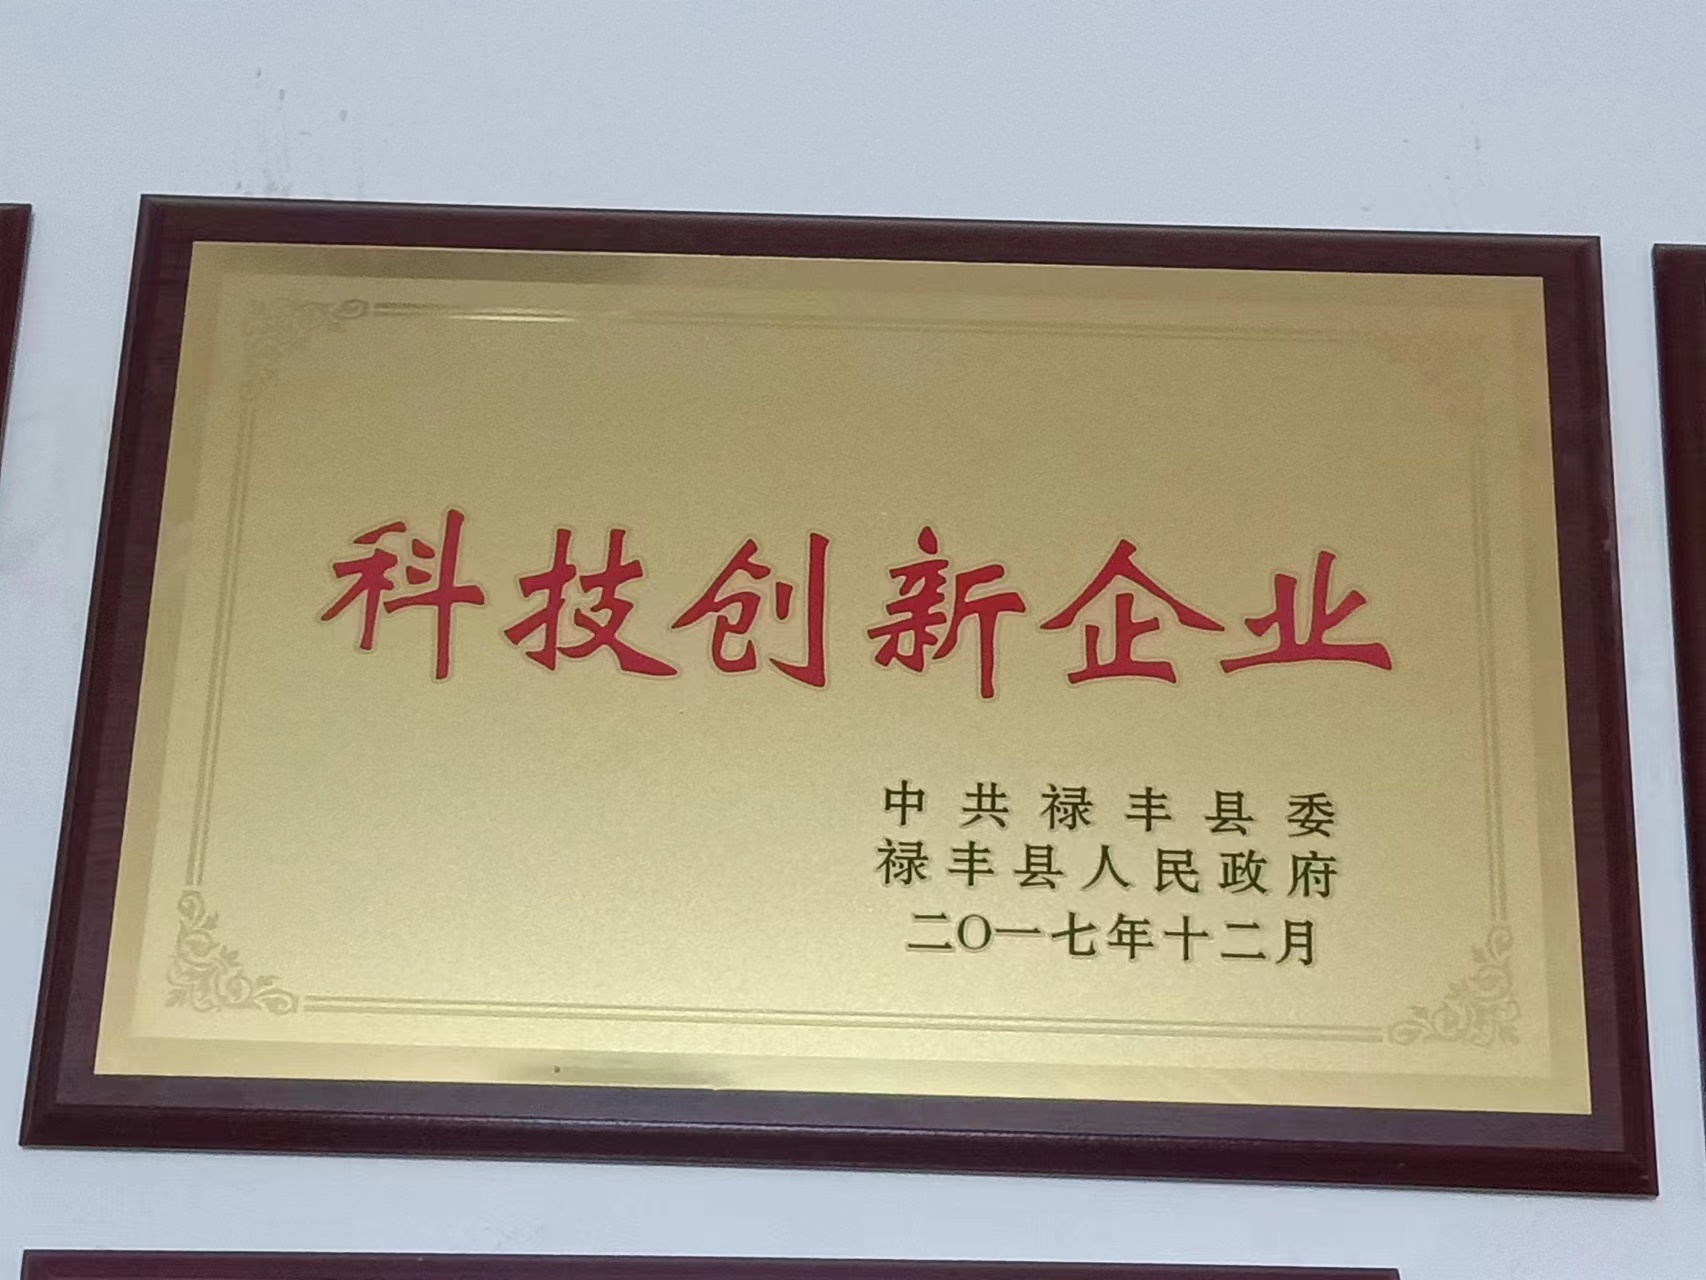 科技创新企业
中共禄丰县委
禄丰县人民政府
二〇一七年十二月